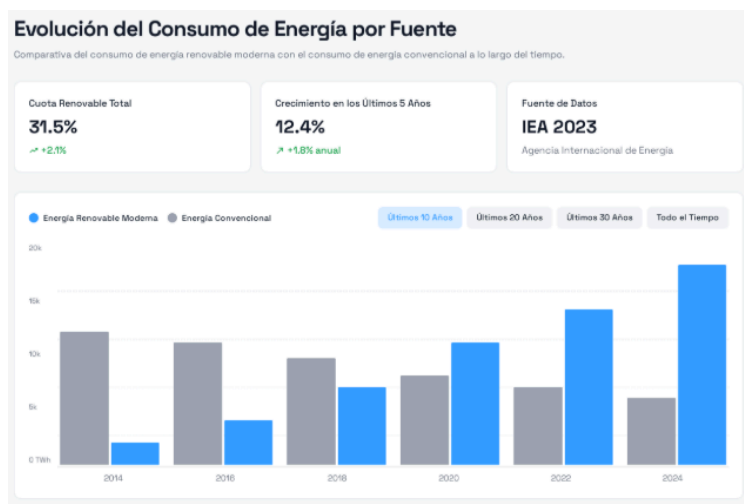 Evolución del Consumo de Energía por Fuente
Comparativa del consumo de energía renovable moderna con el consumo de energía convencional a lo largo del tiempo.
Cuota Renovable Total
31.5%
+2.1%
Crecimiento en los Últimos 5 Años
12.4%
+1.8% anual
Fuente de Datos
IEA 2023
Agencia Internacional de Energía
Energía Renovable Moderna
Energía Convencional
Últimos 10 Años
Últimos 20 Años
Últimos 30 Años
Todo el Tiempo
20k
15k
10k
5k
0 TWh
2014
2016
2018
2020
2022
2024